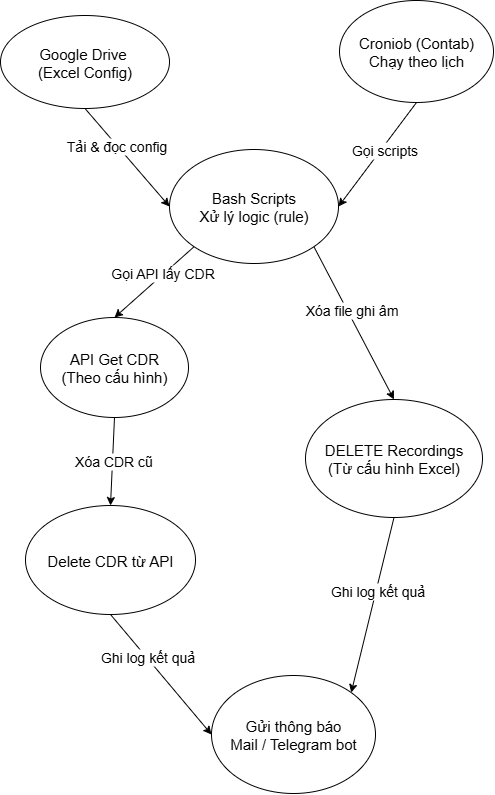 Google Drive
(Excel Config)
Croniob (Contab)
Chạy theo lịch
Tải & đọc config
Gọi scripts
Bash Scripts
Xử lý logic (rule)
Gọi API lấy CDR
Xóa file ghi âm
API Get CDR
(Theo cấu hình)
DELETE Recordings
(Từ cấu hình Excel)
Xóa CDR cũ
Delete CDR từ API
Ghi log kết quả
Ghi log kết quả
Gửi thông báo
Mail / Telegram bot